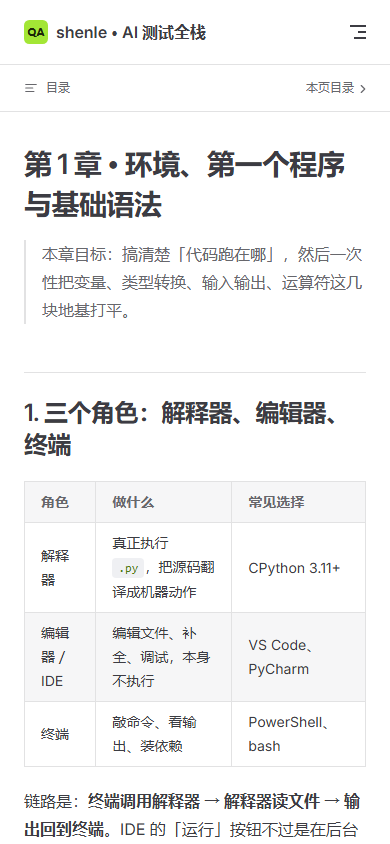 QA shenle • AI 测试全栈
目录 本页目录
第 1 章 • 环境、第一个程序
与基础语法
本章目标：搞清楚「代码跑在哪」，然后一次
性把变量、类型转换、输入输出、运算符这几
块地基打平。
1. 三个角色：解释器、编辑器、
终端
角色 做什么 常见选择
解释
器
真正执行
.py，把源码翻
译成机器动作
CPython 3.11+
编辑
器 /
IDE
编辑文件、补
全、调试，本身
不执行
VS Code、
PyCharm
终端
敲命令、看输
出、装依赖
PowerShell、
bash
链路是：终端调用解释器 → 解释器读文件 → 输
出回到终端。IDE 的「运行」按钮不过是在后台